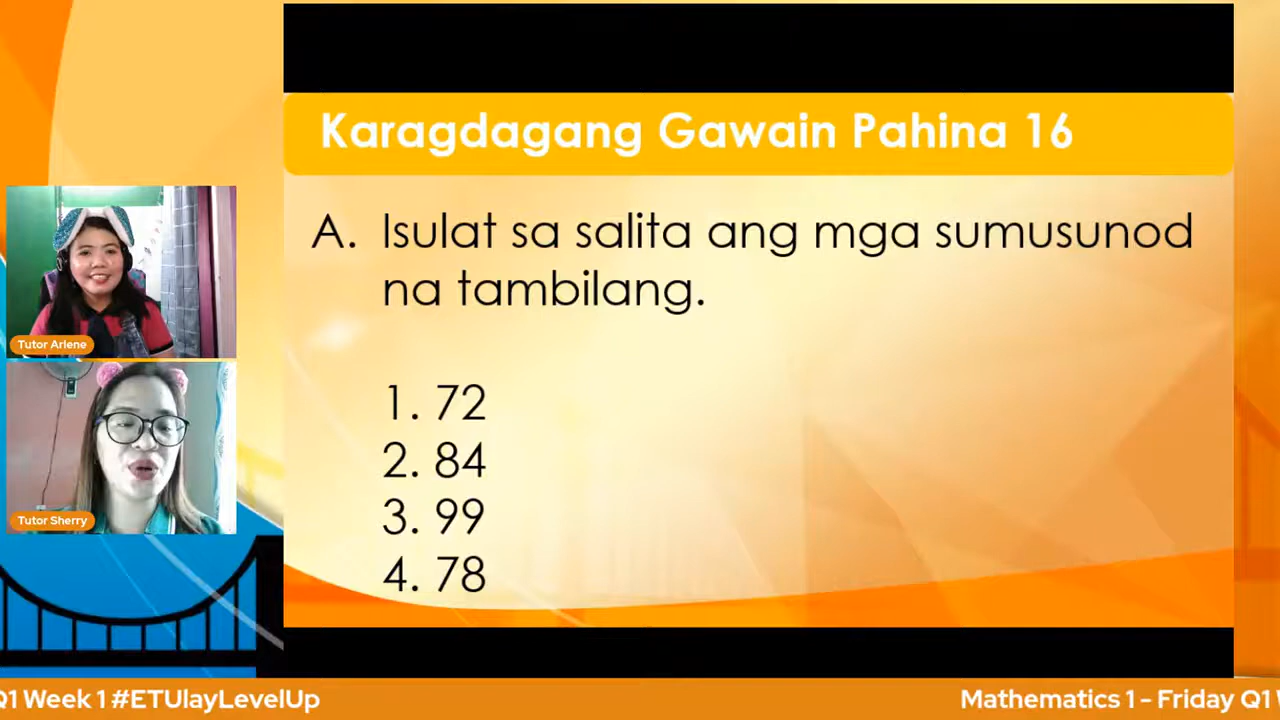 Karagdagang Gawain Pahina 16
A. Isulat sa salita ang mga sumusunod
na tambilang.
1. 72
2. 84
3. 99
4. 78
Tutor Arlene
Tutor Sherry
Q1 Week 1 #ETUlayLevelUp
Mathematics 1 - Friday Q1